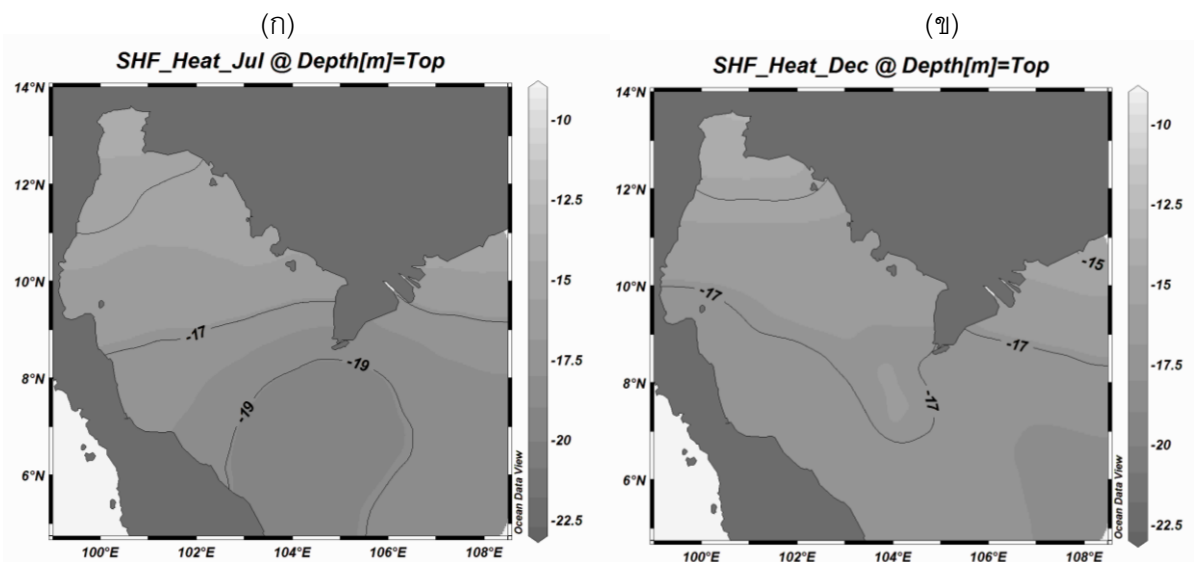 (ก)
SHF_Heat_Jul @ Depth[m]=Top
14°N
12°N
10°N
8°N
6°N
100°E
102°E
104°E
106°E
108°E
-17
-19
-19
-10
-12.5
-15
-17.5
-20
-22.5
Ocean Data View
(ข)
SHF_Heat_Dec @ Depth[m]=Top
14°N
12°N
10°N
8°N
6°N
100°E
102°E
104°E
106°E
108°E
-15
-17
-17
-17
-10
-12.5
-15
-17.5
-20
-22.5
Ocean Data View